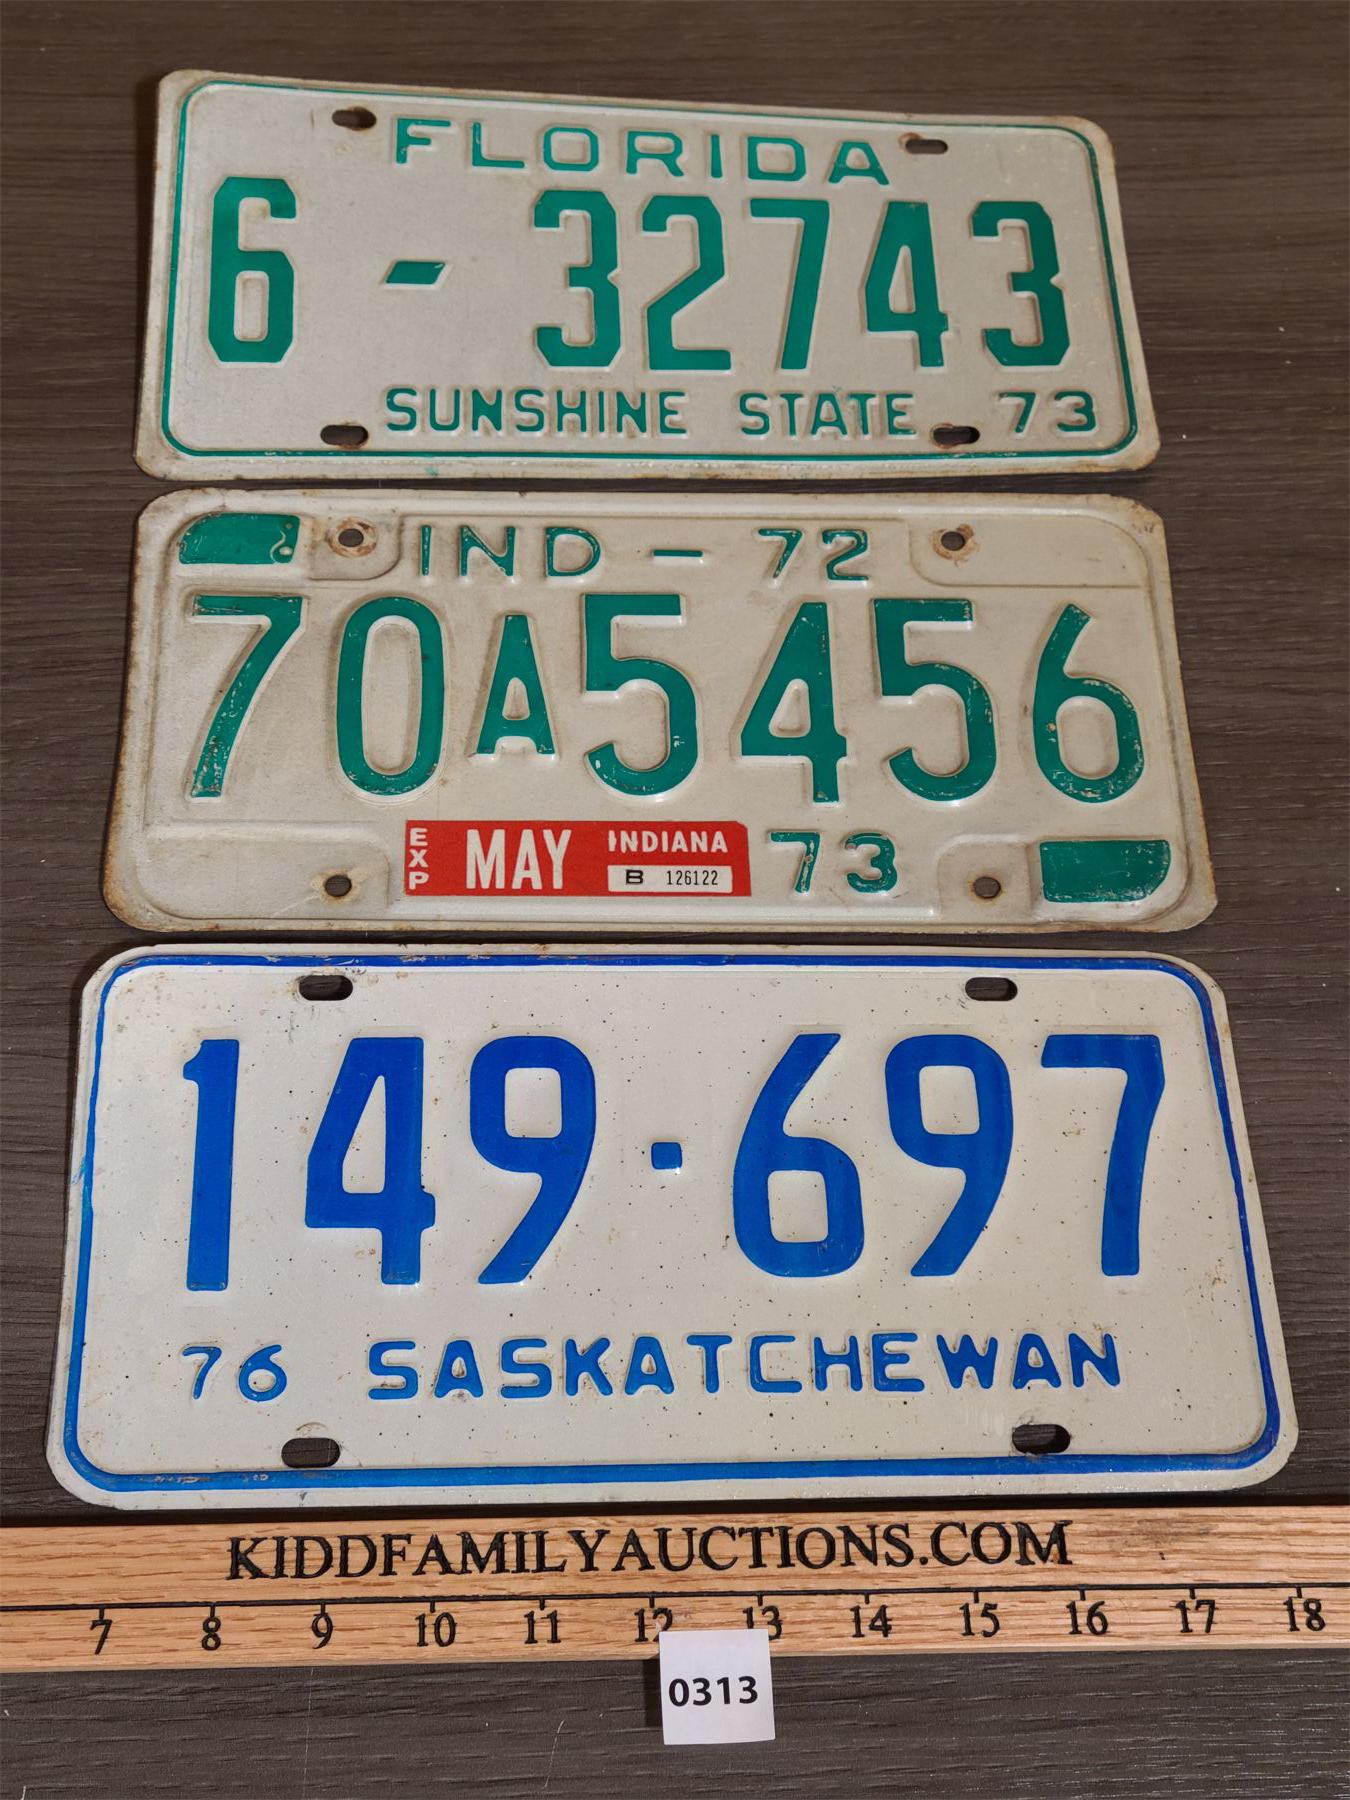 FLORIDA
6 - 32743
SUNSHINE STATE 73
IND - 72
70A5456
EXP MAY INDIANA B 126122 73
149·697
76 SASKATCHEWAN
KIDDFAMILYAUCTIONS.COM
7 8 9 10 11 12 13 14 15 16 17 18
0313